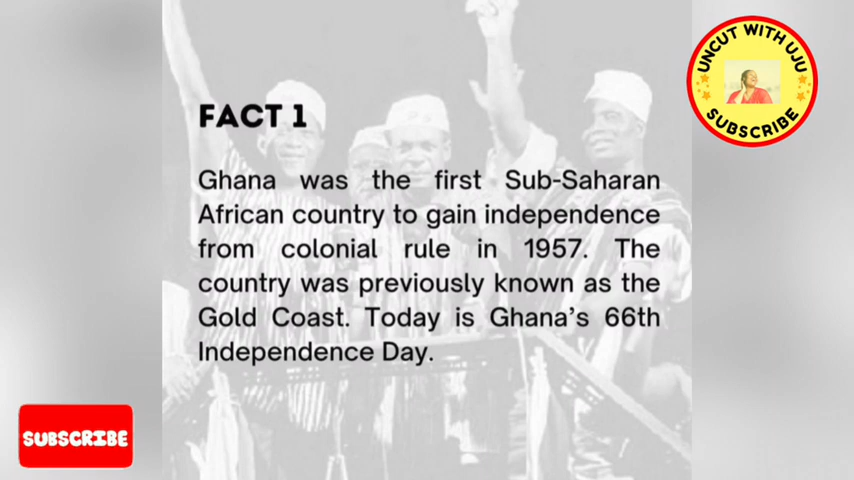 FACT 1
Ghana was the first Sub-Saharan
African country to gain independence
from colonial rule in 1957. The
country was previously known as the
Gold Coast. Today is Ghana’s 66th
Independence Day.
UNCUT WITH UJU
SUBSCRIBE
SUBSCRIBE